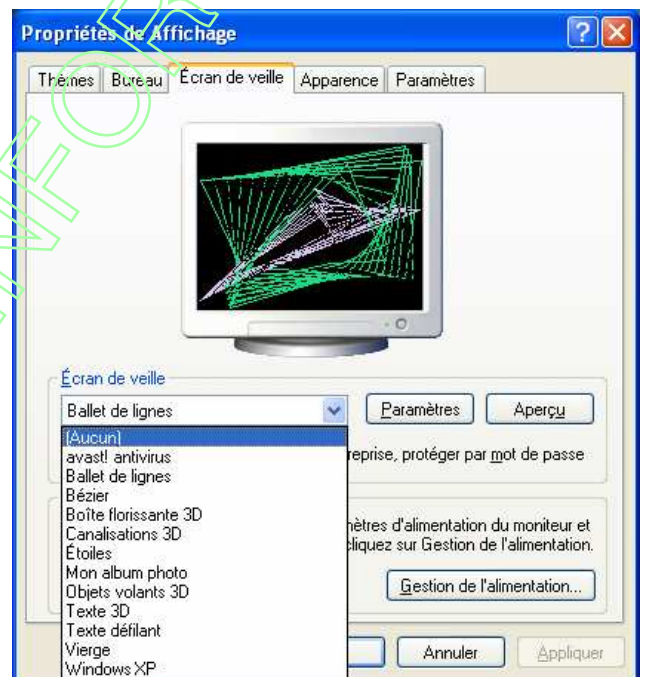 Propriétés de Affichage
Thèmes Bureau Écran de veille Apparence Paramètres
Écran de veille
Ballet de lignes Paramètres Aperçu
(Aucun)
avast! antivirus reprise, protéger par mot de passe
Ballet de lignes
Bézier
Boîte florissante 3D
Canalisations 3D d'alimentation du moniteur et
Étoiles cliquez sur Gestion de l'alimentation.
Mon album photo
Objets volants 3D Gestion de l'alimentation...
Texte 3D
Texte défilant
Vierge Annuler Appliquer
Windows XP
INFOR